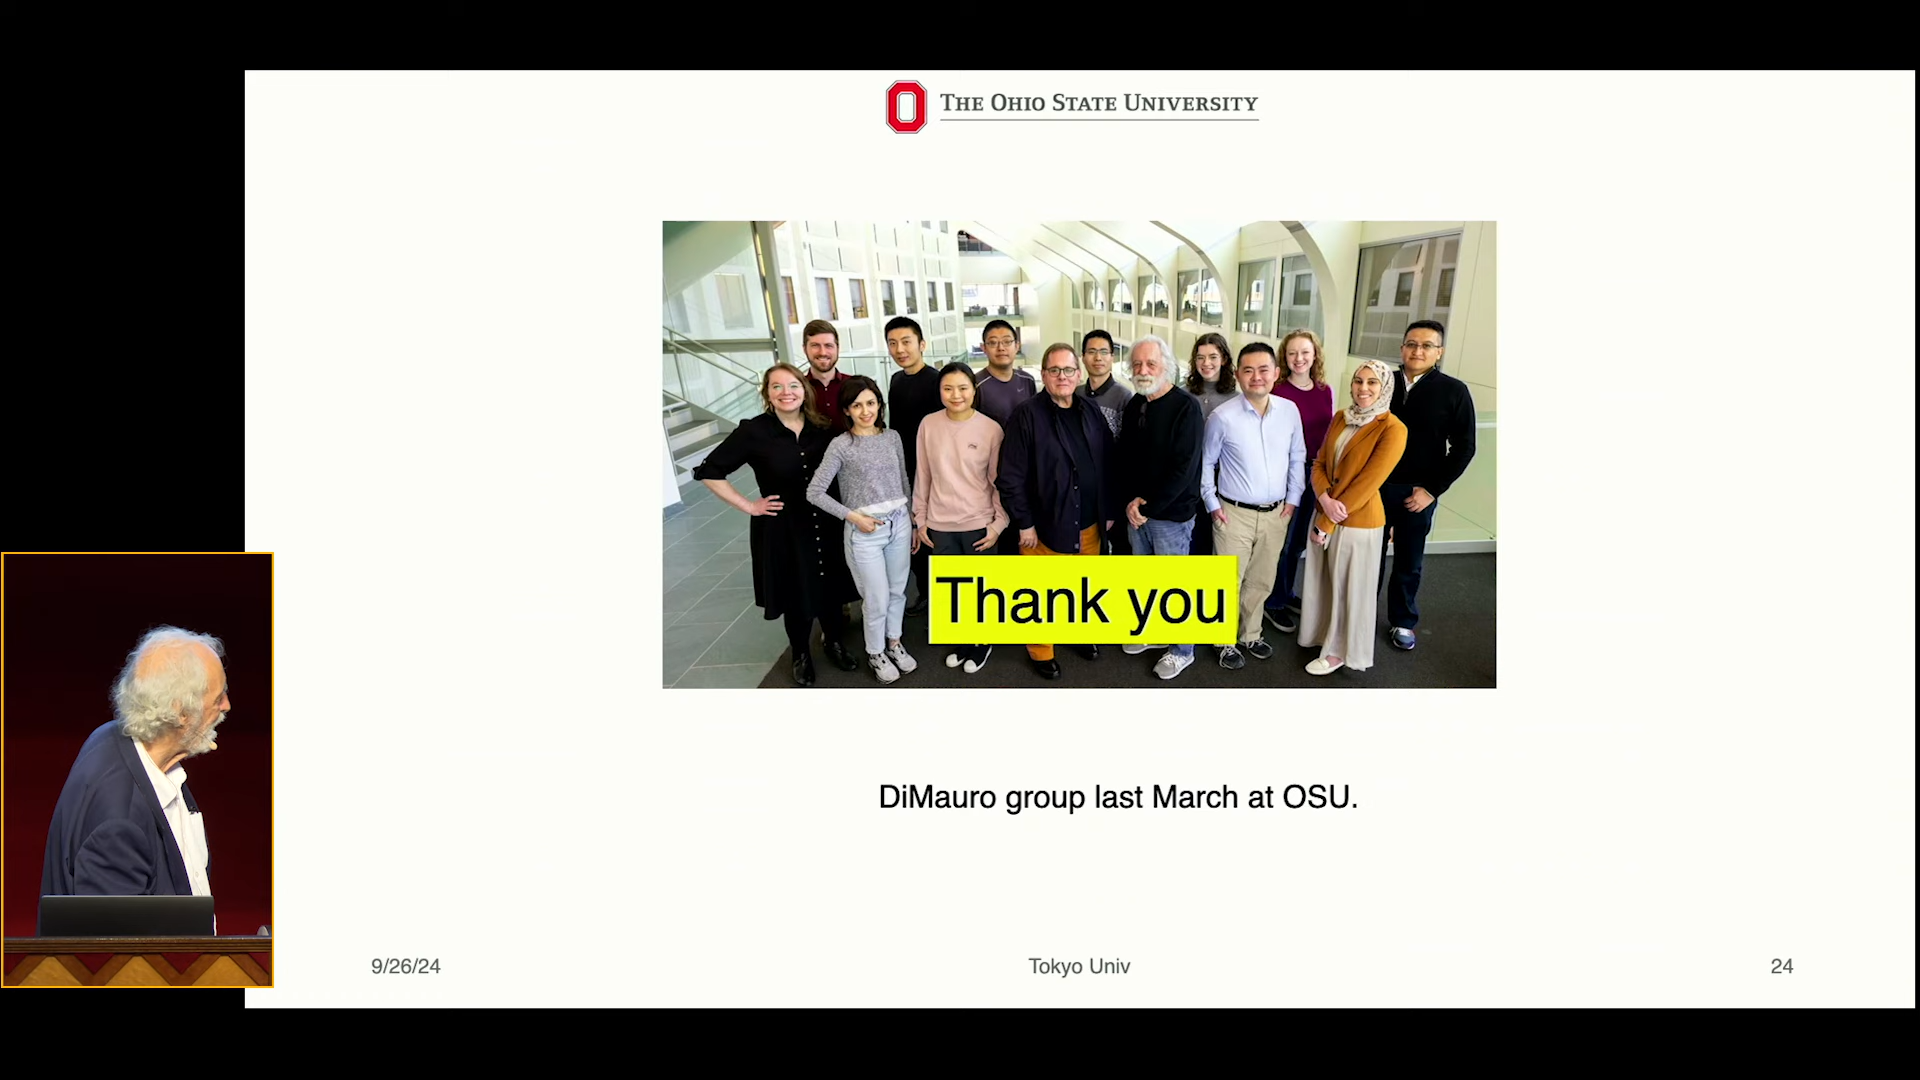 THE OHIO STATE UNIVERSITY
Thank you
DiMauro group last March at OSU.
9/26/24
Tokyo Univ
24